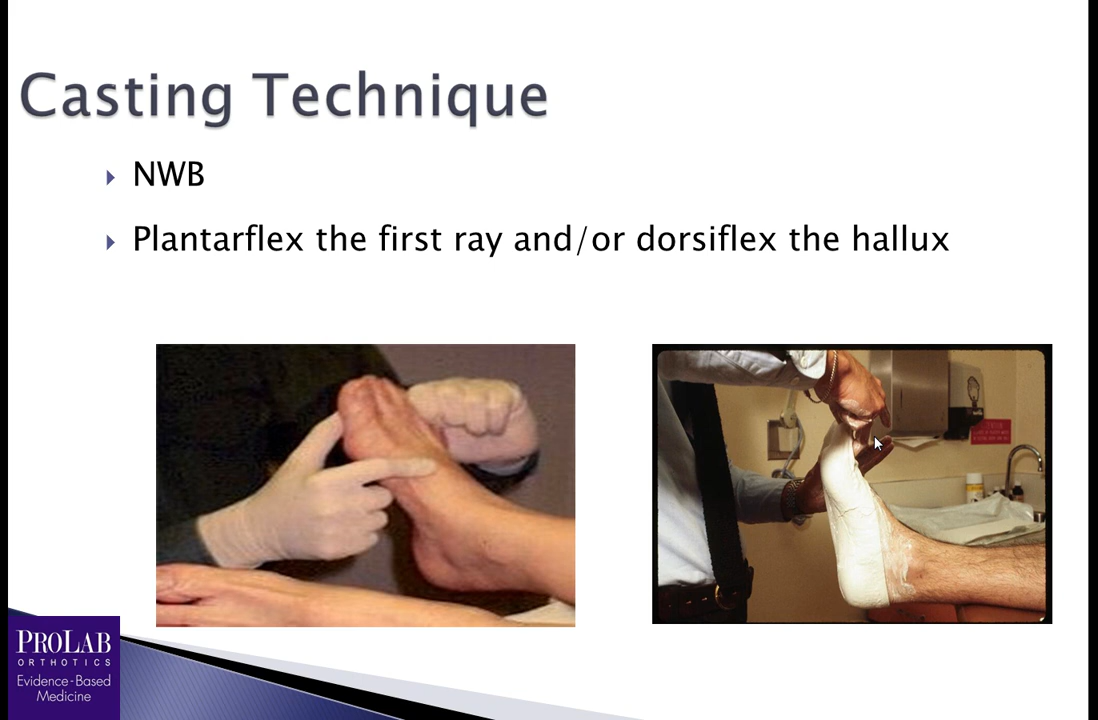 Casting Technique
NWB
Plantarflex the first ray and/or dorsiflex the hallux
PROLAB
ORTHOTICS
Evidence-Based
Medicine